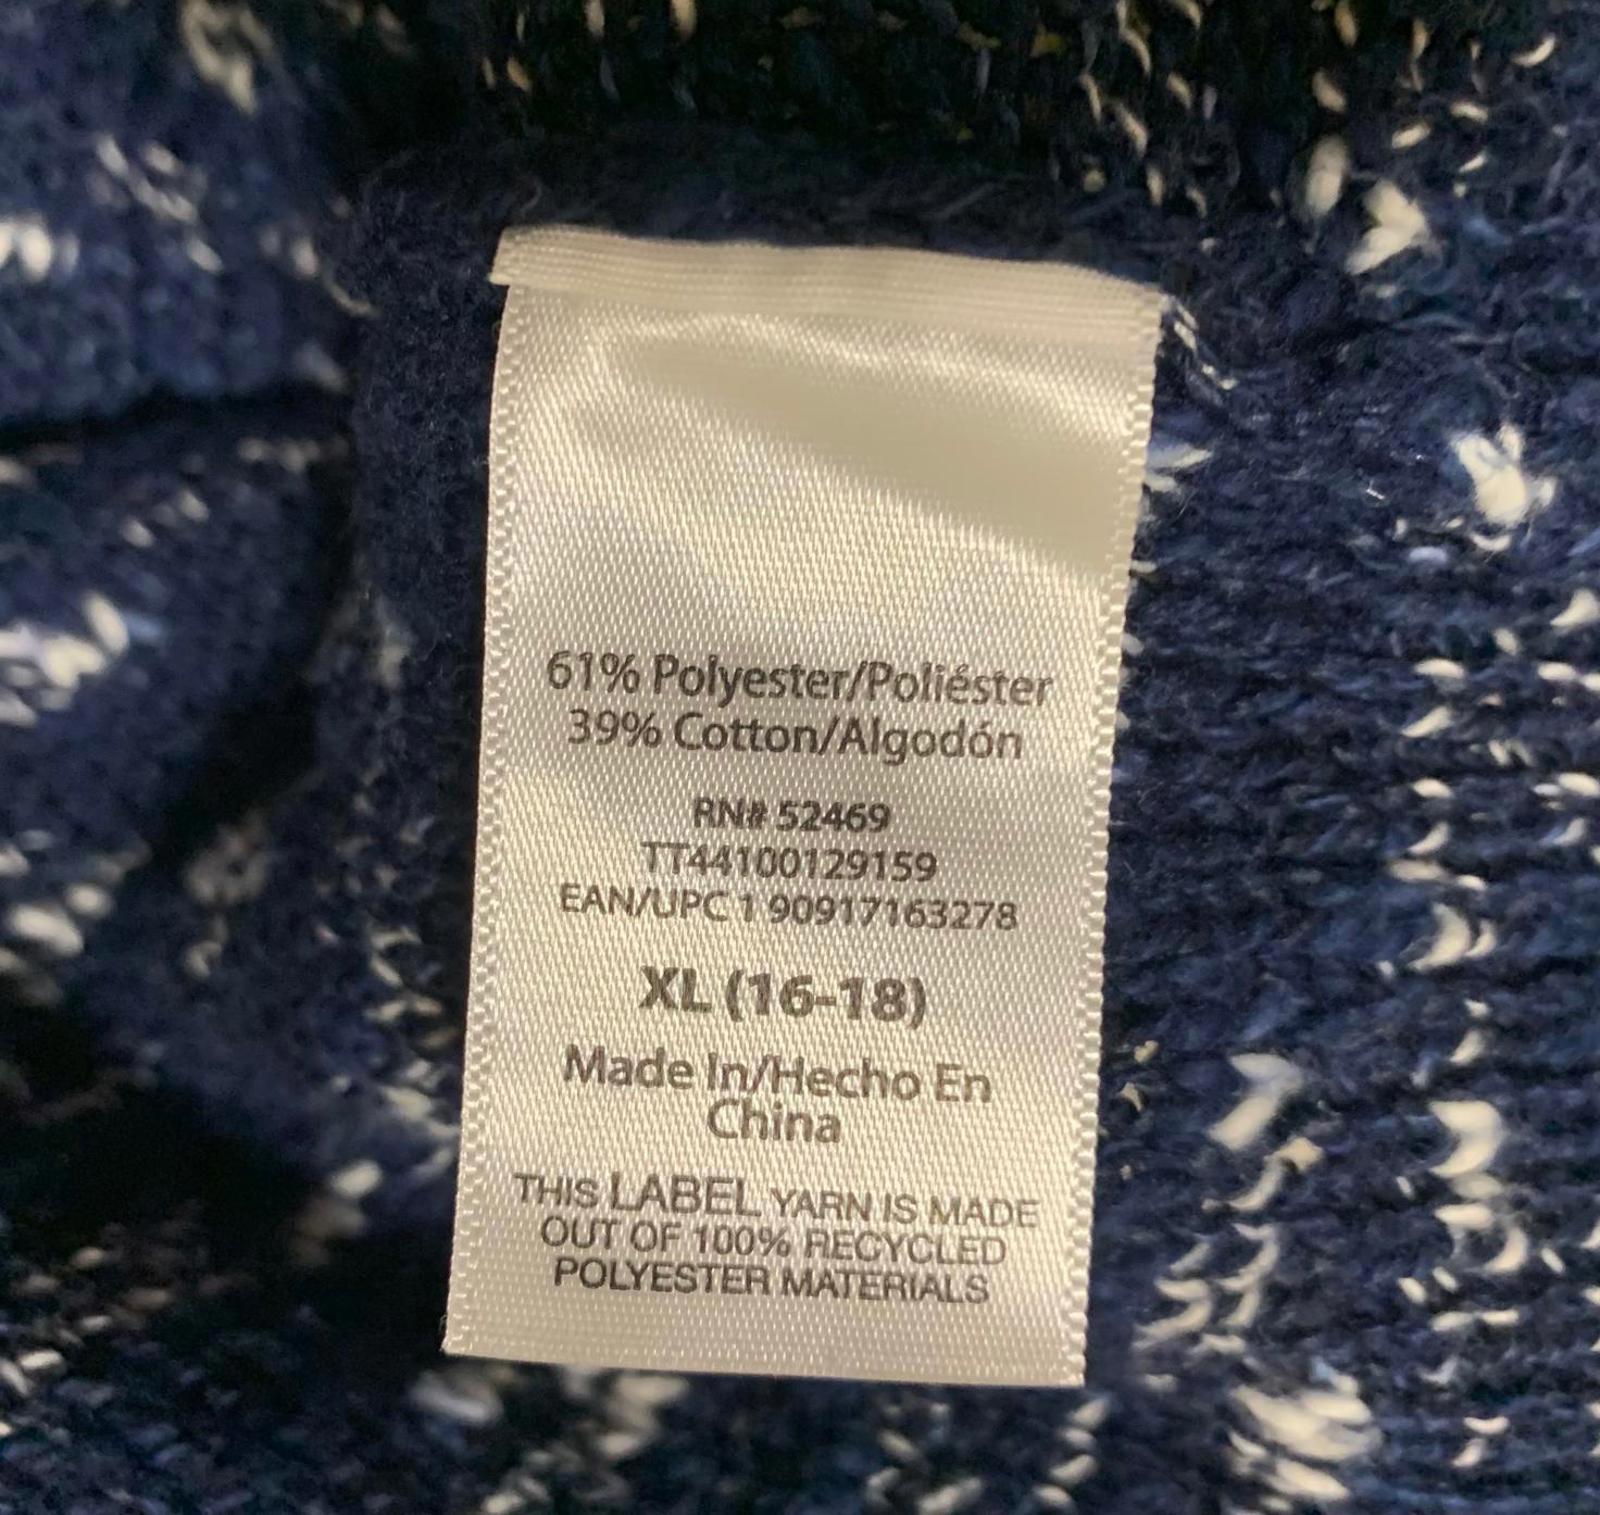 61% Polyester/Poliéster
39% Cotton/Algodón
RN# 52469
TT44100129159
EAN/UPC 1 90917163278
XL (16-18)
Made In/Hecho En
China
THIS LABEL YARN IS MADE
OUT OF 100% RECYCLED
POLYESTER MATERIALS